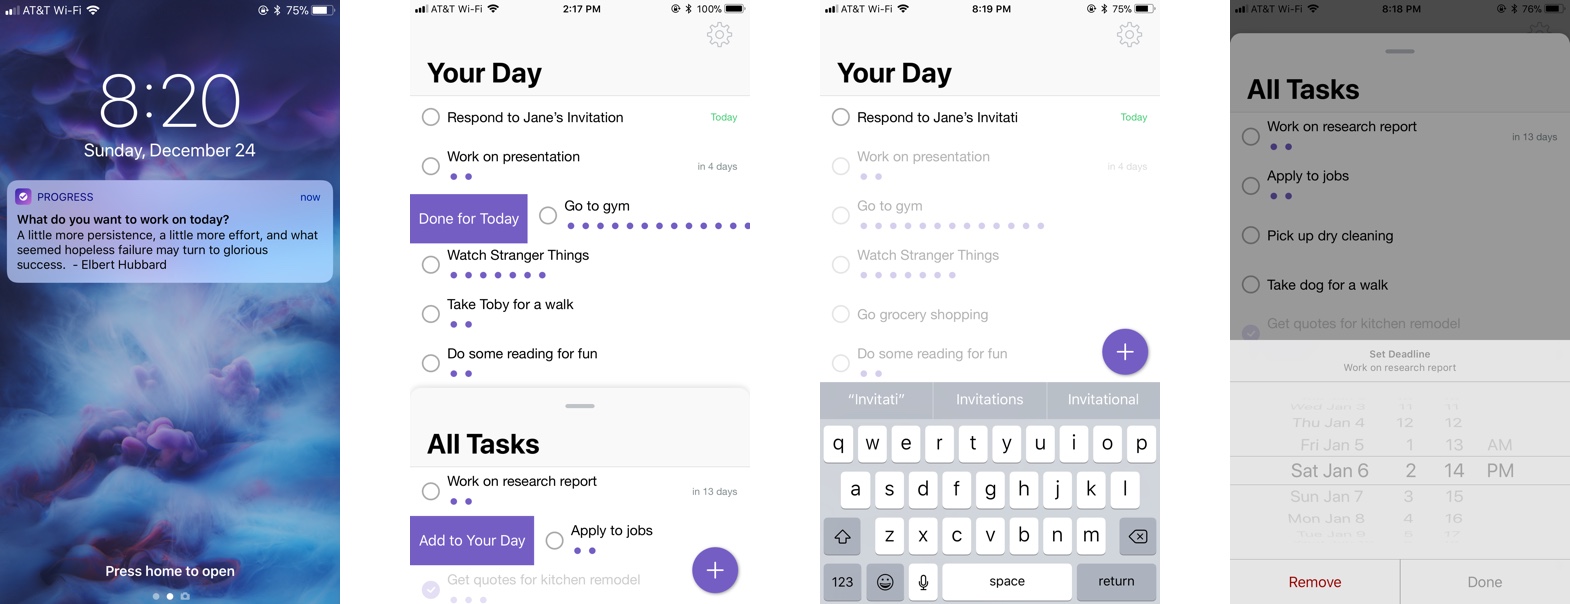 AT&T Wi-Fi 75%
8:20
Sunday, December 24
PROGRESS now
What do you want to work on today?
A little more persistence, a little more effort, and what
seemed hopeless failure may turn to glorious
success. - Elbert Hubbard
Press home to open
AT&T Wi-Fi 2:17 PM 100%
Your Day
Respond to Jane's Invitation Today
Work on presentation
in 4 days
Done for Today
Go to gym
Watch Stranger Things
Take Toby for a walk
Do some reading for fun
All Tasks
Work on research report
in 13 days
Add to Your Day
Apply to jobs
Get quotes for kitchen remodel
AT&T Wi-Fi 8:19 PM 75%
Your Day
Respond to Jane's Invitati Today
Work on presentation
in 4 days
Go to gym
Watch Stranger Things
Go grocery shopping
Do some reading for fun
“Invitati” Invitations Invitational
q w e r t y u i o p
a s d f g h j k l
z x c v b n m
123 space return
AT&T Wi-Fi 8:18 PM 76%
All Tasks
Work on research report
in 13 days
Apply to jobs
Pick up dry cleaning
Take dog for a walk
Get quotes for kitchen remodel
Set Deadline
Work on research report
Wed Jan 3 11 11
Thu Jan 4 12 12
Fri Jan 5 1 13 AM
Sat Jan 6 2 14 PM
Sun Jan 7 3 15
Mon Jan 8 4 16
Tue Jan 9 5 17
Remove Done